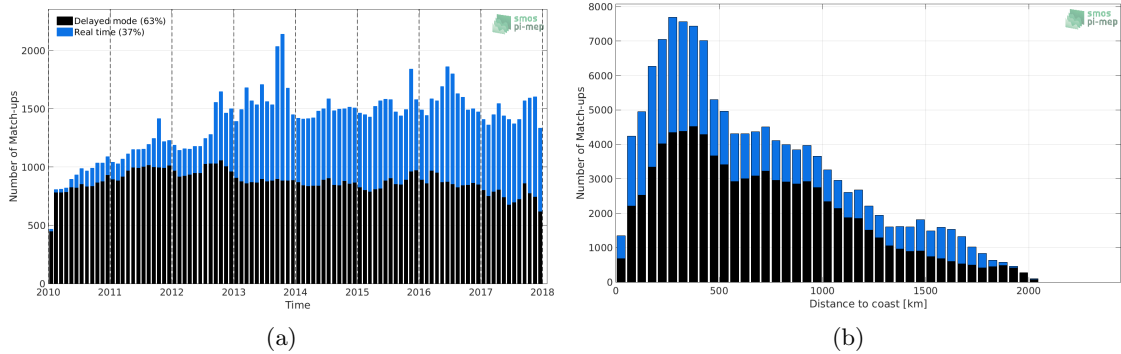 Delayed mode (63%)
Real time (37%)
smos
pi-mep
Number of Match-ups
2000
1500
1000
500
0
2010 2011 2012 2013 2014 2015 2016 2017 2018
Time
(a)
smos
pi-mep
Number of Match-ups
8000
7000
6000
5000
4000
3000
2000
1000
0
0 500 1000 1500 2000
Distance to coast [km]
(b)